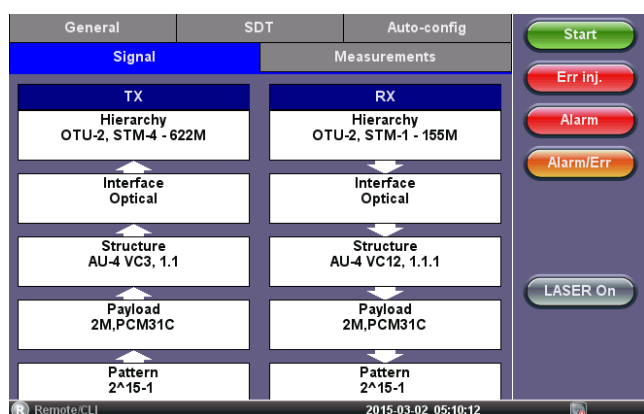 General SDT Auto-config
Signal Measurements
TX
Hierarchy
OTU-2, STM-4 - 622M
Interface
Optical
Structure
AU-4 VC3, 1.1
Payload
2M,PCM31C
Pattern
2^15-1
RX
Hierarchy
OTU-2, STM-1 - 155M
Interface
Optical
Structure
AU-4 VC12, 1.1.1
Payload
2M,PCM31C
Pattern
2^15-1
Start
Err inj.
Alarm
Alarm/Err
LASER On
R Remote/CLI 2015-03-02 05:10:12